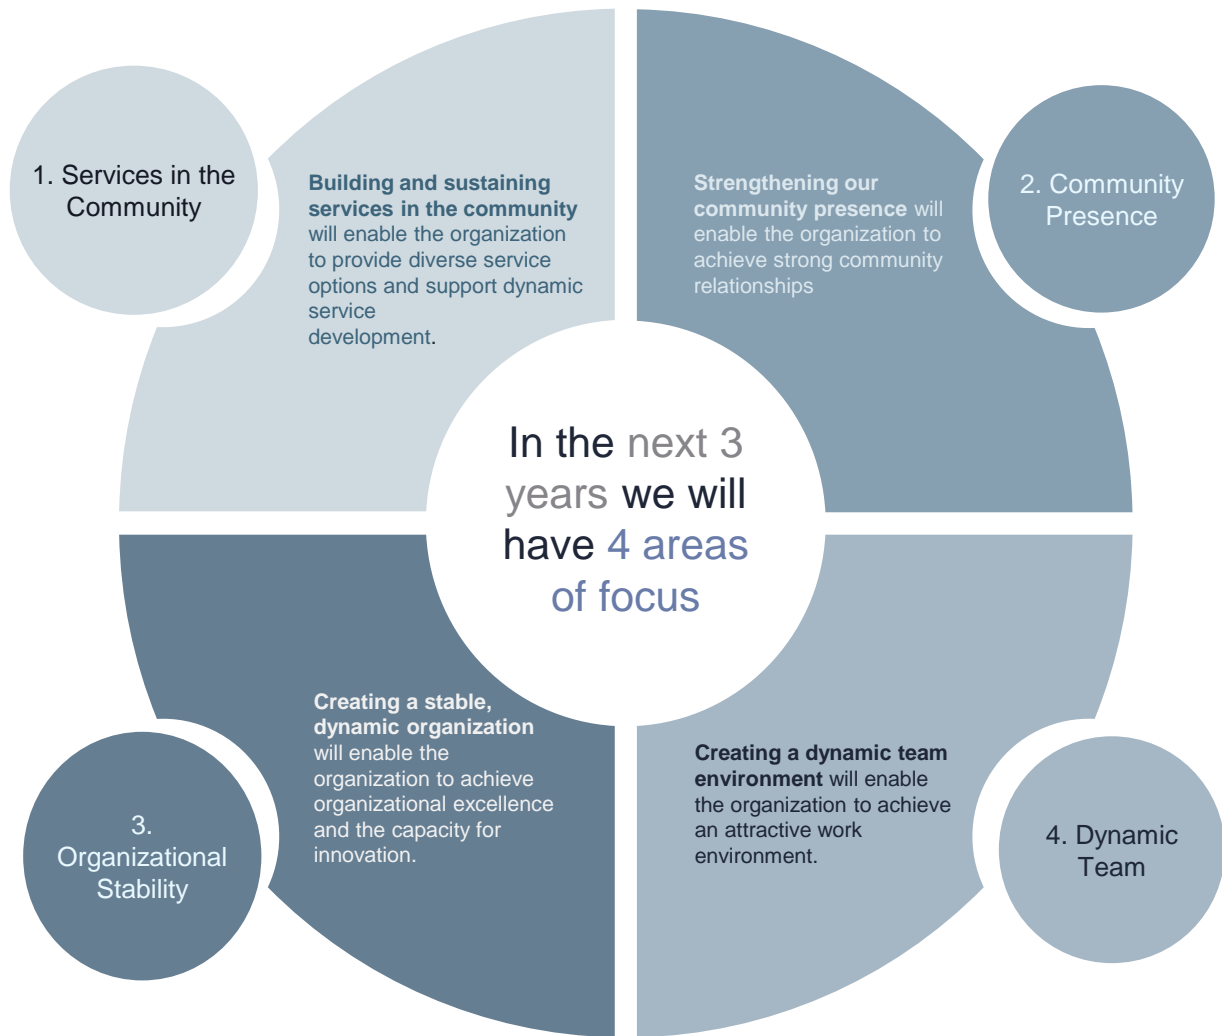 1. Services in the
Community
Building and sustaining
services in the community
will enable the organization
to provide diverse service
options and support dynamic
service
development.
Strengthening our
community presence will
enable the organization to
achieve strong community
relationships
2. Community
Presence
In the next 3
years we will
have 4 areas
of focus
3.
Organizational
Stability
Creating a stable,
dynamic organization
will enable the
organization to achieve
organizational excellence
and the capacity for
innovation.
Creating a dynamic team
environment will enable
the organization to achieve
an attractive work
environment.
4. Dynamic
Team